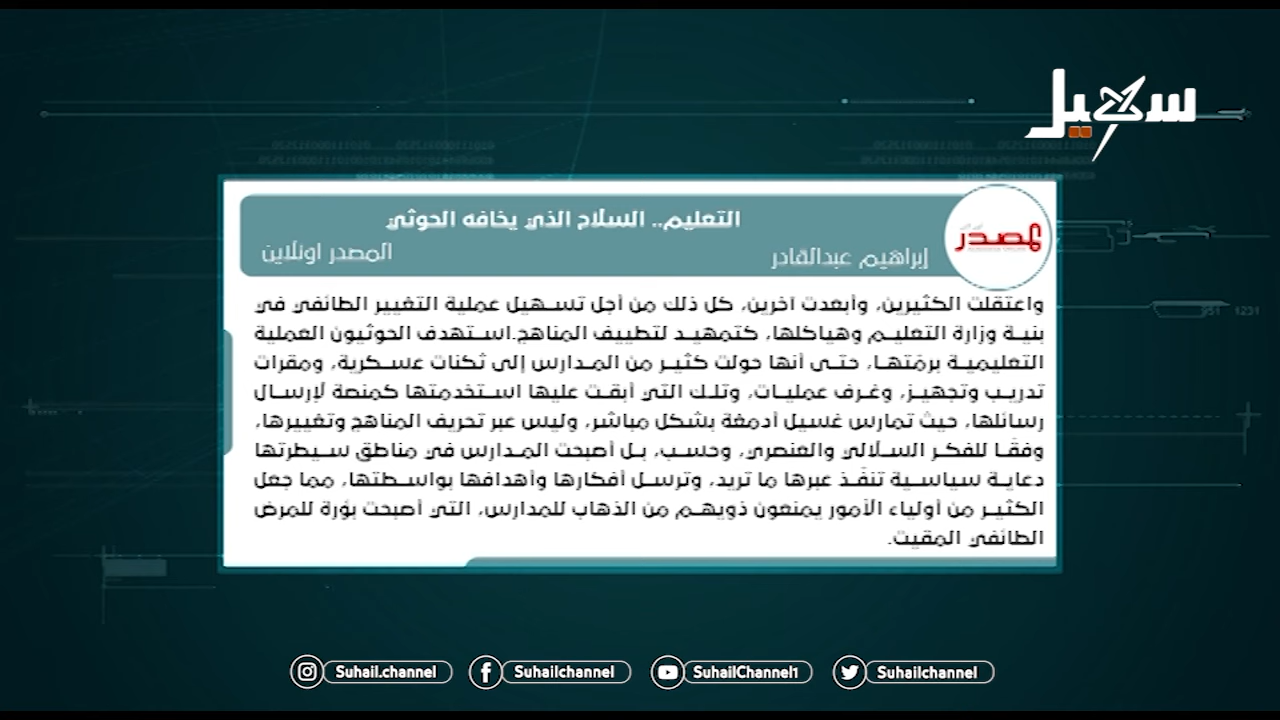 سهيل
التعليم.. السلاح الذي يخافه الحوثي
المصدر
إبراهيم عبدالقادر
المصدر اونلاين
واعتقلت الكثيرين، وأبعدت آخرين، كل ذلك من أجل تسهيل عملية التغيير الطائفي في
بنية وزارة التعليم وهياكلها، كتمهيد لتطييف المناهج.استهدف الحوثيون العملية
التعليمية برمّتها، حتى أنها حولت كثير من المدارس إلى ثكنات عسكرية، ومقرات
تدريب وتجهيز، وغرف عمليات، وتلك التي أبقت عليها استخدمتها كمنصة لإرسال
رسائلها، حيث تمارس غسيل أدمغة بشكل مباشر، وليس عبر تحريف المناهج وتغييرها،
وفقًا للفكر السلالي والعنصري، وحسب، بل أصبحت المدارس في مناطق سيطرتها
دعاية سياسية تنفّذ عبرها ما تريد، وترسل أفكارها وأهدافها بواسطتها، مما جعل
الكثير من أولياء الأمور يمنعون ذويهم من الذهاب للمدارس، التي أصبحت بؤرة للمرض
الطائفي المقيت.
Suhail.channel
Suhailchannel
SuhailChannel1
Suhailchannel